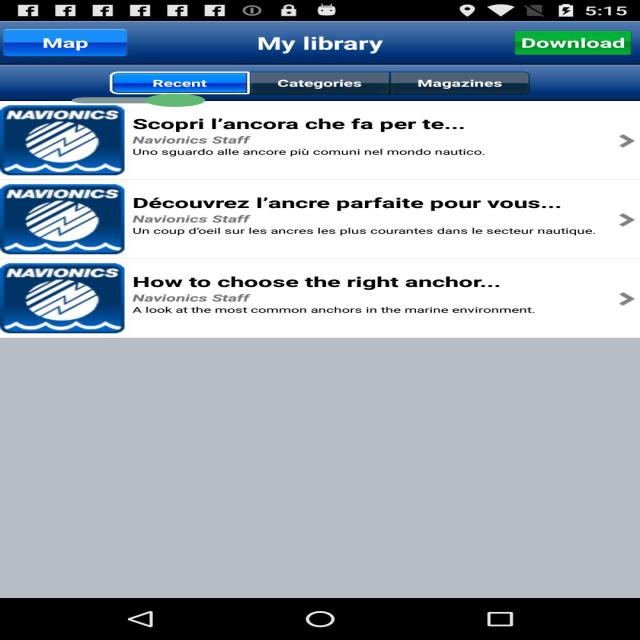 5:15
Map
My library
Download
Recent
Categories
Magazines
NAVIONICS
Scopri l'ancora che fa per te...
Navionics Staff
Uno sguardo alle ancore più comuni nel mondo nautico.
NAVIONICS
Découvrez l'ancre parfaite pour vous...
Navionics Staff
Un coup d'oeil sur les ancres les plus courantes dans le secteur nautique.
NAVIONICS
How to choose the right anchor...
Navionics Staff
A look at the most common anchors in the marine environment.